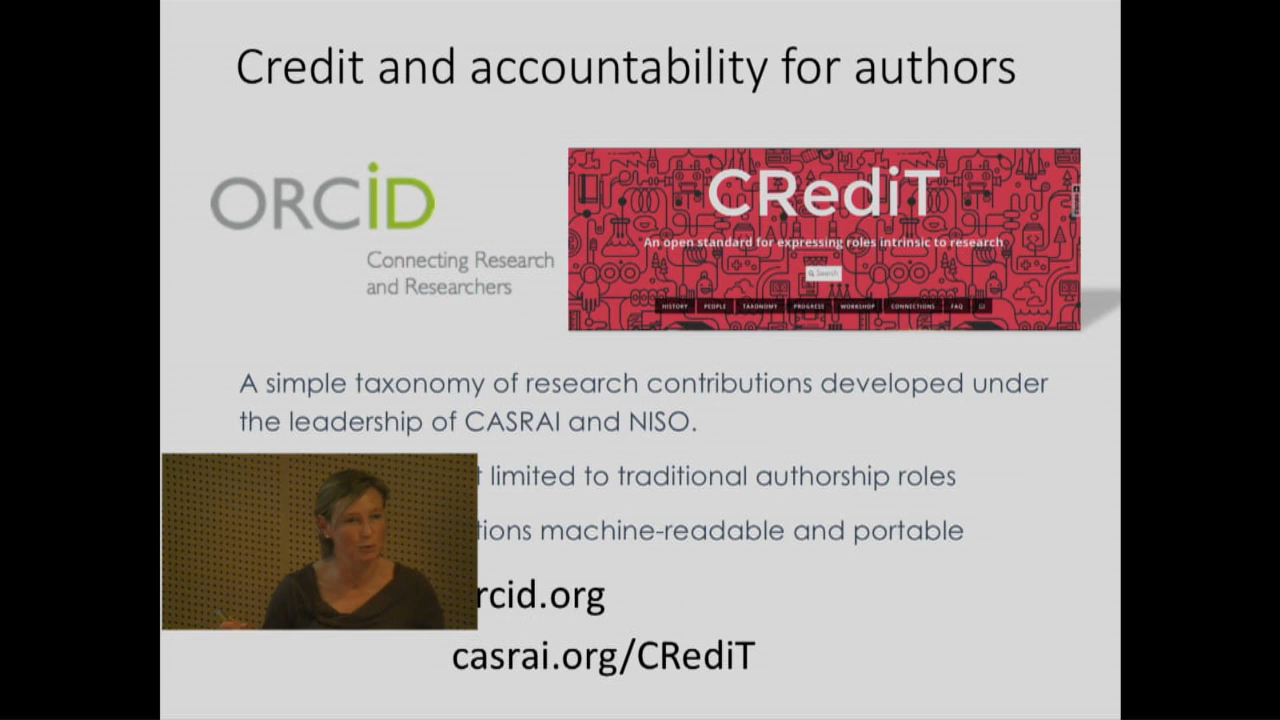 Credit and accountability for authors
ORCiD
Connecting Research
and Researchers
CRediT
An open standard for expressing roles intrinsic to research
Search
HISTORY PEOPLE TAXONOMY PROGRESS WORKSHOP CONNECTIONS FAQ
A simple taxonomy of research contributions developed under
the leadership of CASRAI and NISO.
limited to traditional authorship roles
machine-readable and portable
rcid.org
casrai.org/CRediT